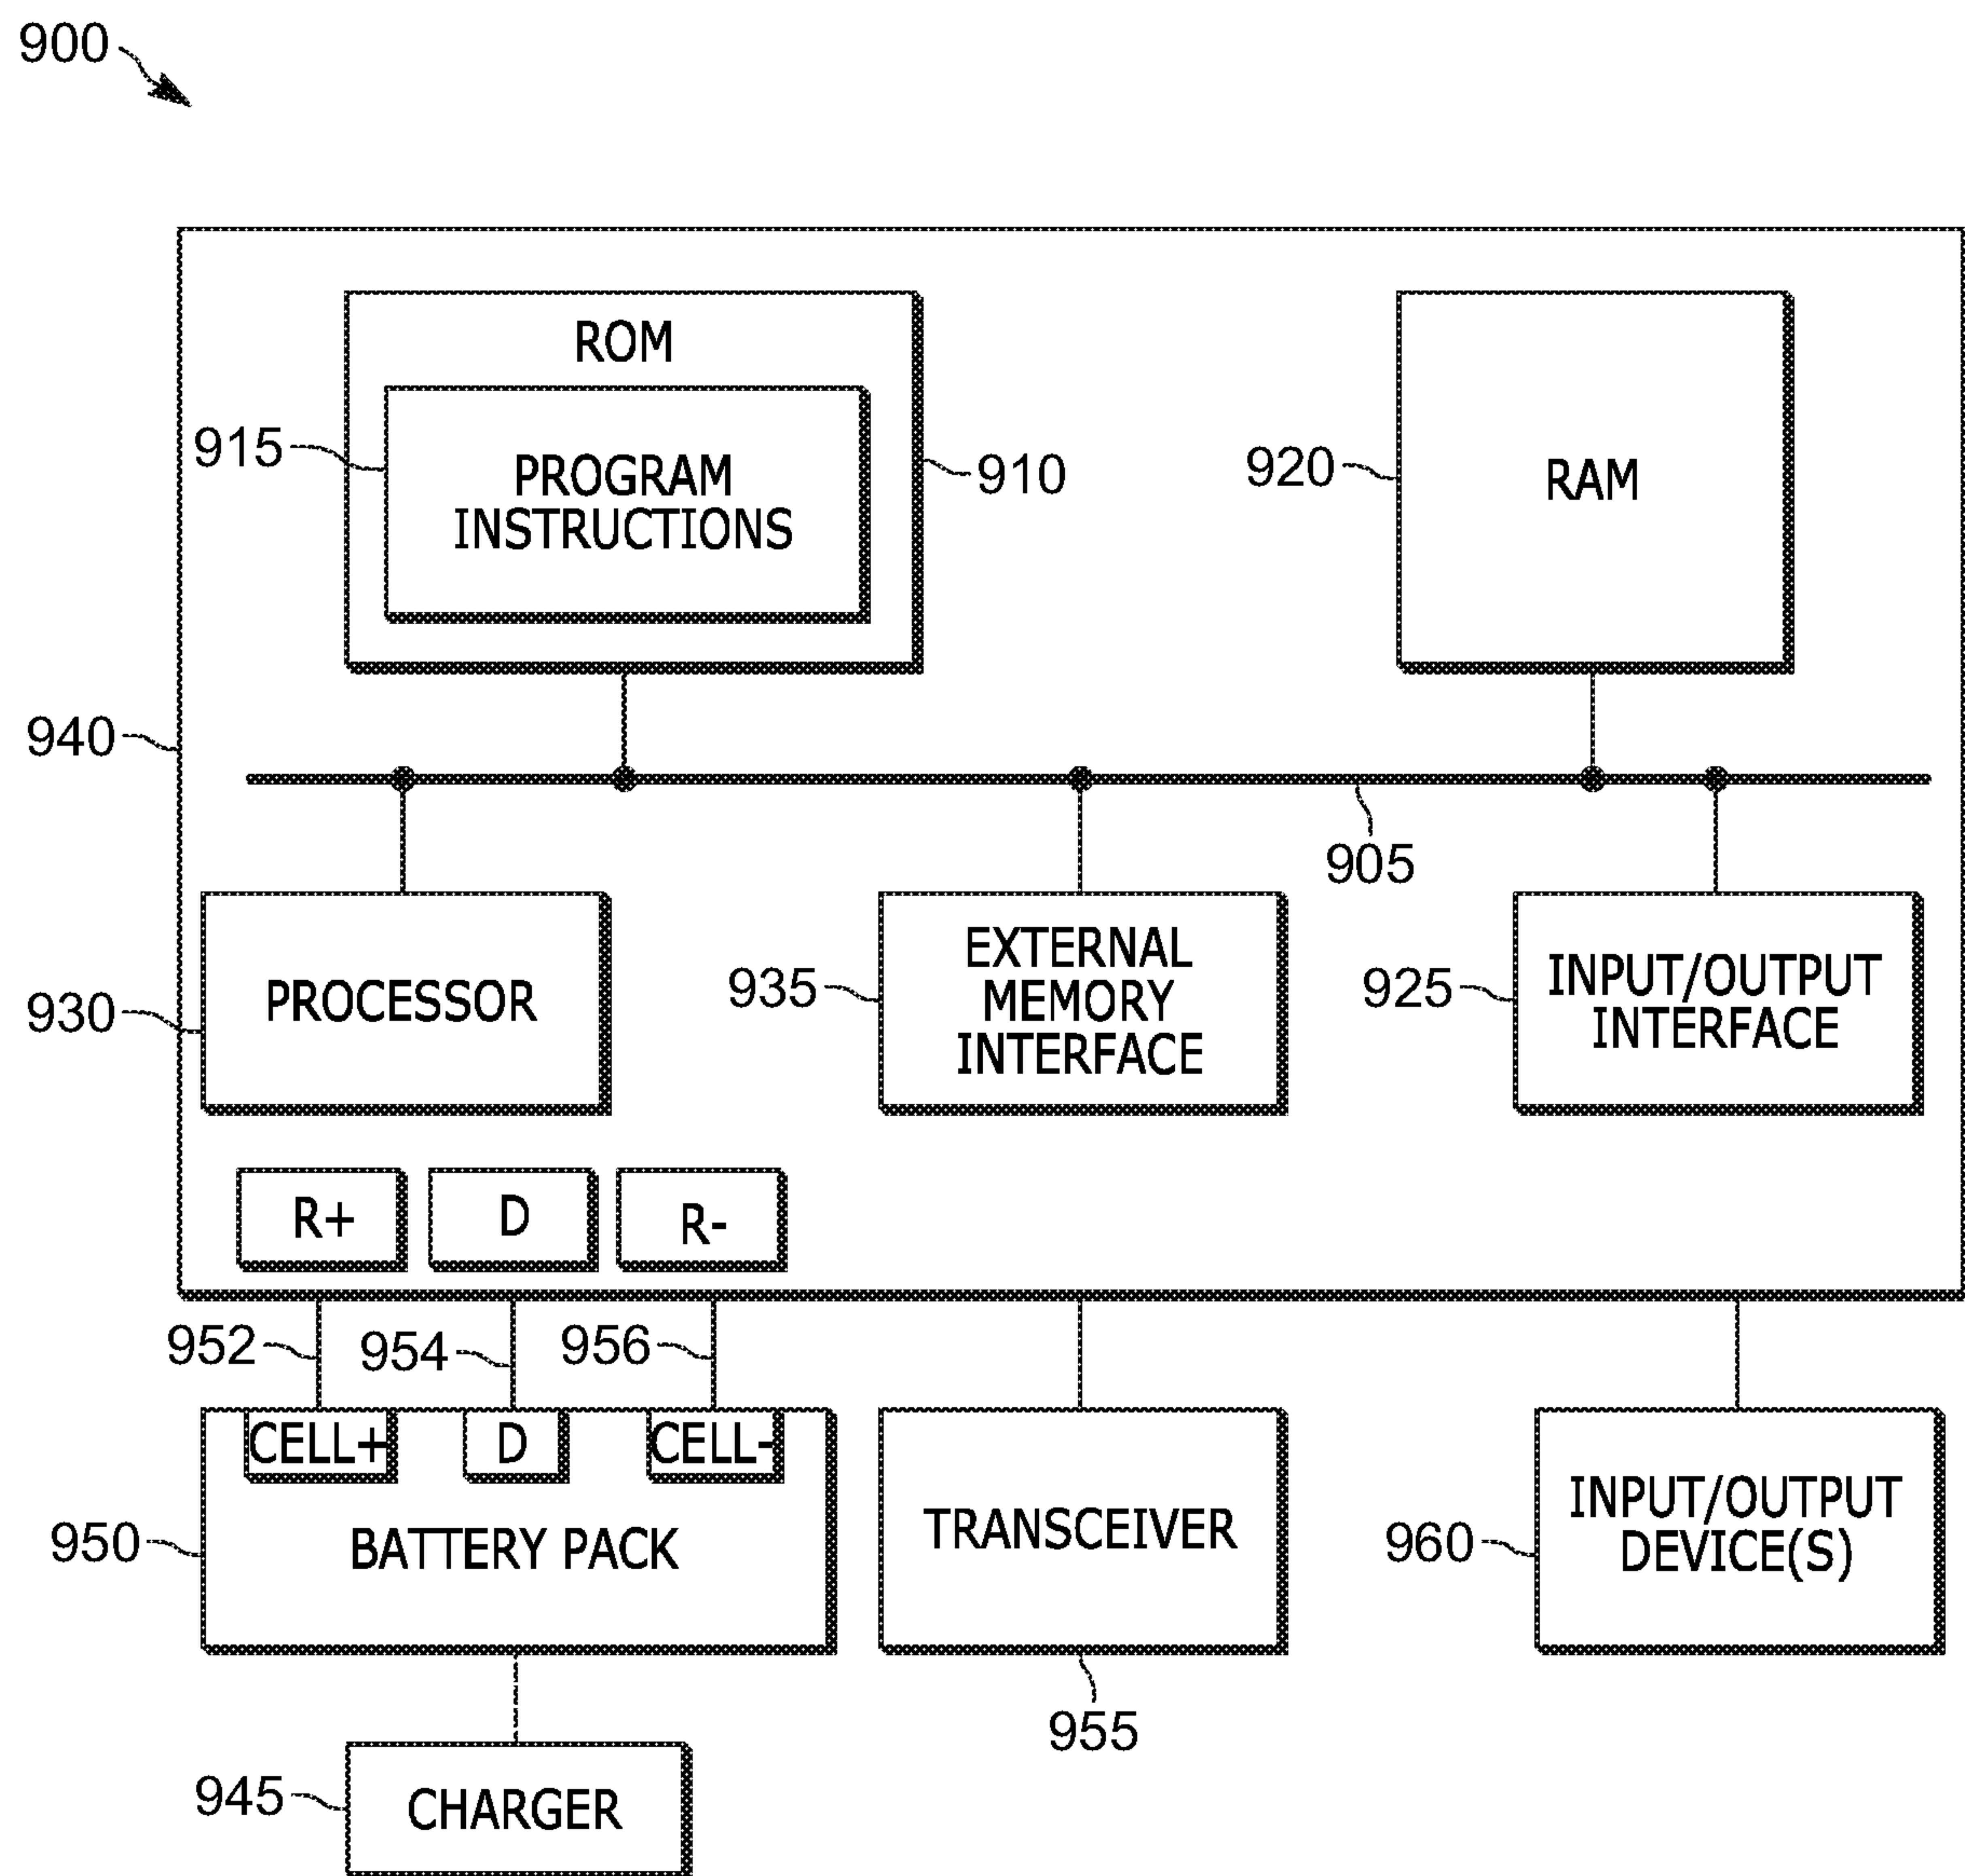 900
ROM
915
PROGRAM
INSTRUCTIONS
910
920
RAM
940
905
930
PROCESSOR
935
EXTERNAL
MEMORY
INTERFACE
925
INPUT/OUTPUT
INTERFACE
R+
D
R-
952
954
956
CELL+
D
CELL-
950
BATTERY PACK
TRANSCEIVER
955
960
INPUT/OUTPUT
DEVICE(S)
945
CHARGER